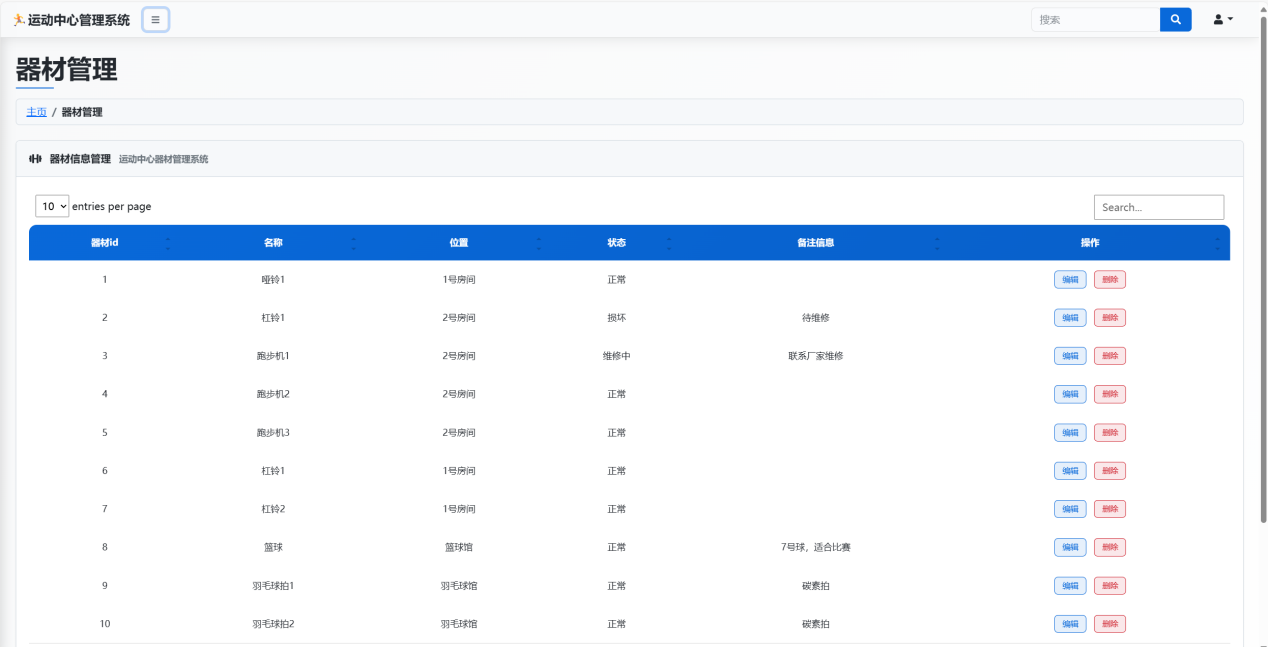 运动中心管理系统
搜索
器材管理
主页 / 器材管理
器材信息管理 运动中心器材管理系统
10 entries per page
Search...
器材id 名称 位置 状态 备注信息 操作
1 哑铃1 1号房间 正常 编辑 删除
2 杠铃1 2号房间 损坏 待维修 编辑 删除
3 跑步机1 2号房间 维修中 联系厂家维修 编辑 删除
4 跑步机2 2号房间 正常 编辑 删除
5 跑步机3 2号房间 正常 编辑 删除
6 杠铃1 1号房间 正常 编辑 删除
7 杠铃2 1号房间 正常 编辑 删除
8 篮球 篮球馆 正常 7号球，适合比赛 编辑 删除
9 羽毛球拍1 羽毛球馆 正常 碳素拍 编辑 删除
10 羽毛球拍2 羽毛球馆 正常 碳素拍 编辑 删除